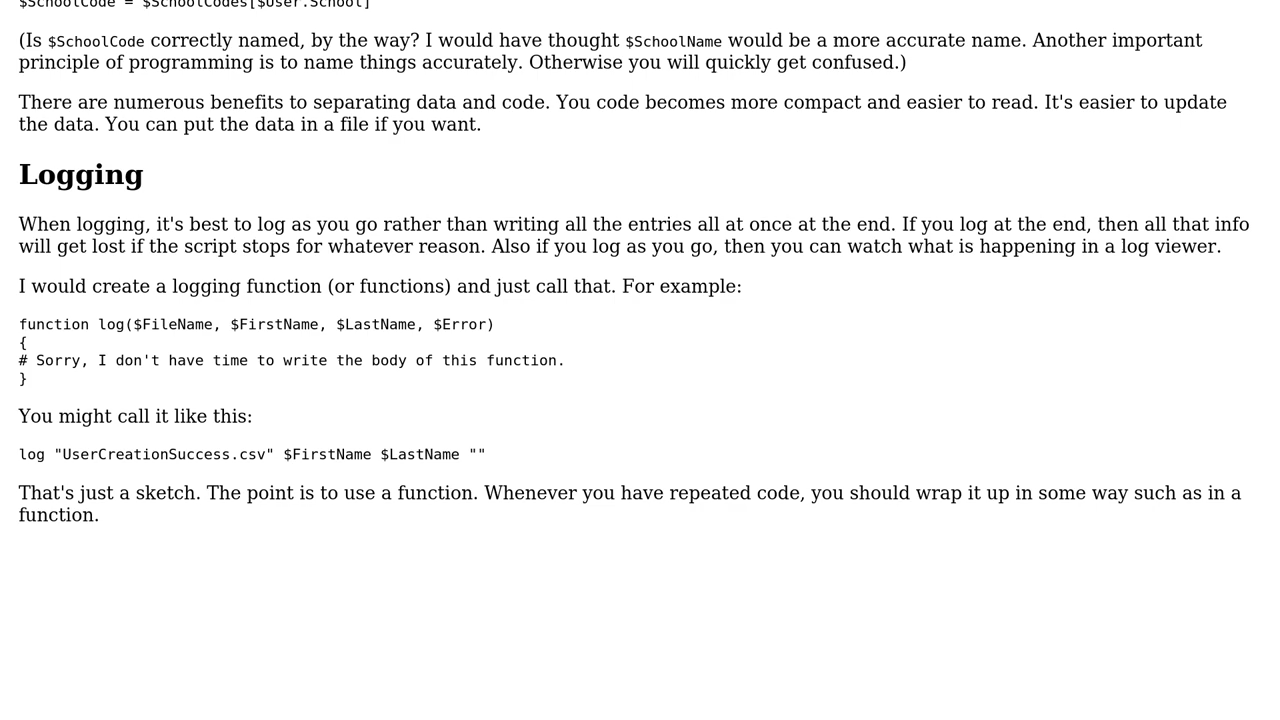 $SchoolCode = $SchoolCodes[$User.School]
(Is $SchoolCode correctly named, by the way? I would have thought $SchoolName would be a more accurate name. Another important
principle of programming is to name things accurately. Otherwise you will quickly get confused.)
There are numerous benefits to separating data and code. You code becomes more compact and easier to read. It's easier to update
the data. You can put the data in a file if you want.
Logging
When logging, it's best to log as you go rather than writing all the entries all at once at the end. If you log at the end, then all that info
will get lost if the script stops for whatever reason. Also if you log as you go, then you can watch what is happening in a log viewer.
I would create a logging function (or functions) and just call that. For example:
function log($FileName, $FirstName, $LastName, $Error)
{
# Sorry, I don't have time to write the body of this function.
}
You might call it like this:
log "UserCreationSuccess.csv" $FirstName $LastName ""
That's just a sketch. The point is to use a function. Whenever you have repeated code, you should wrap it up in some way such as in a
function.